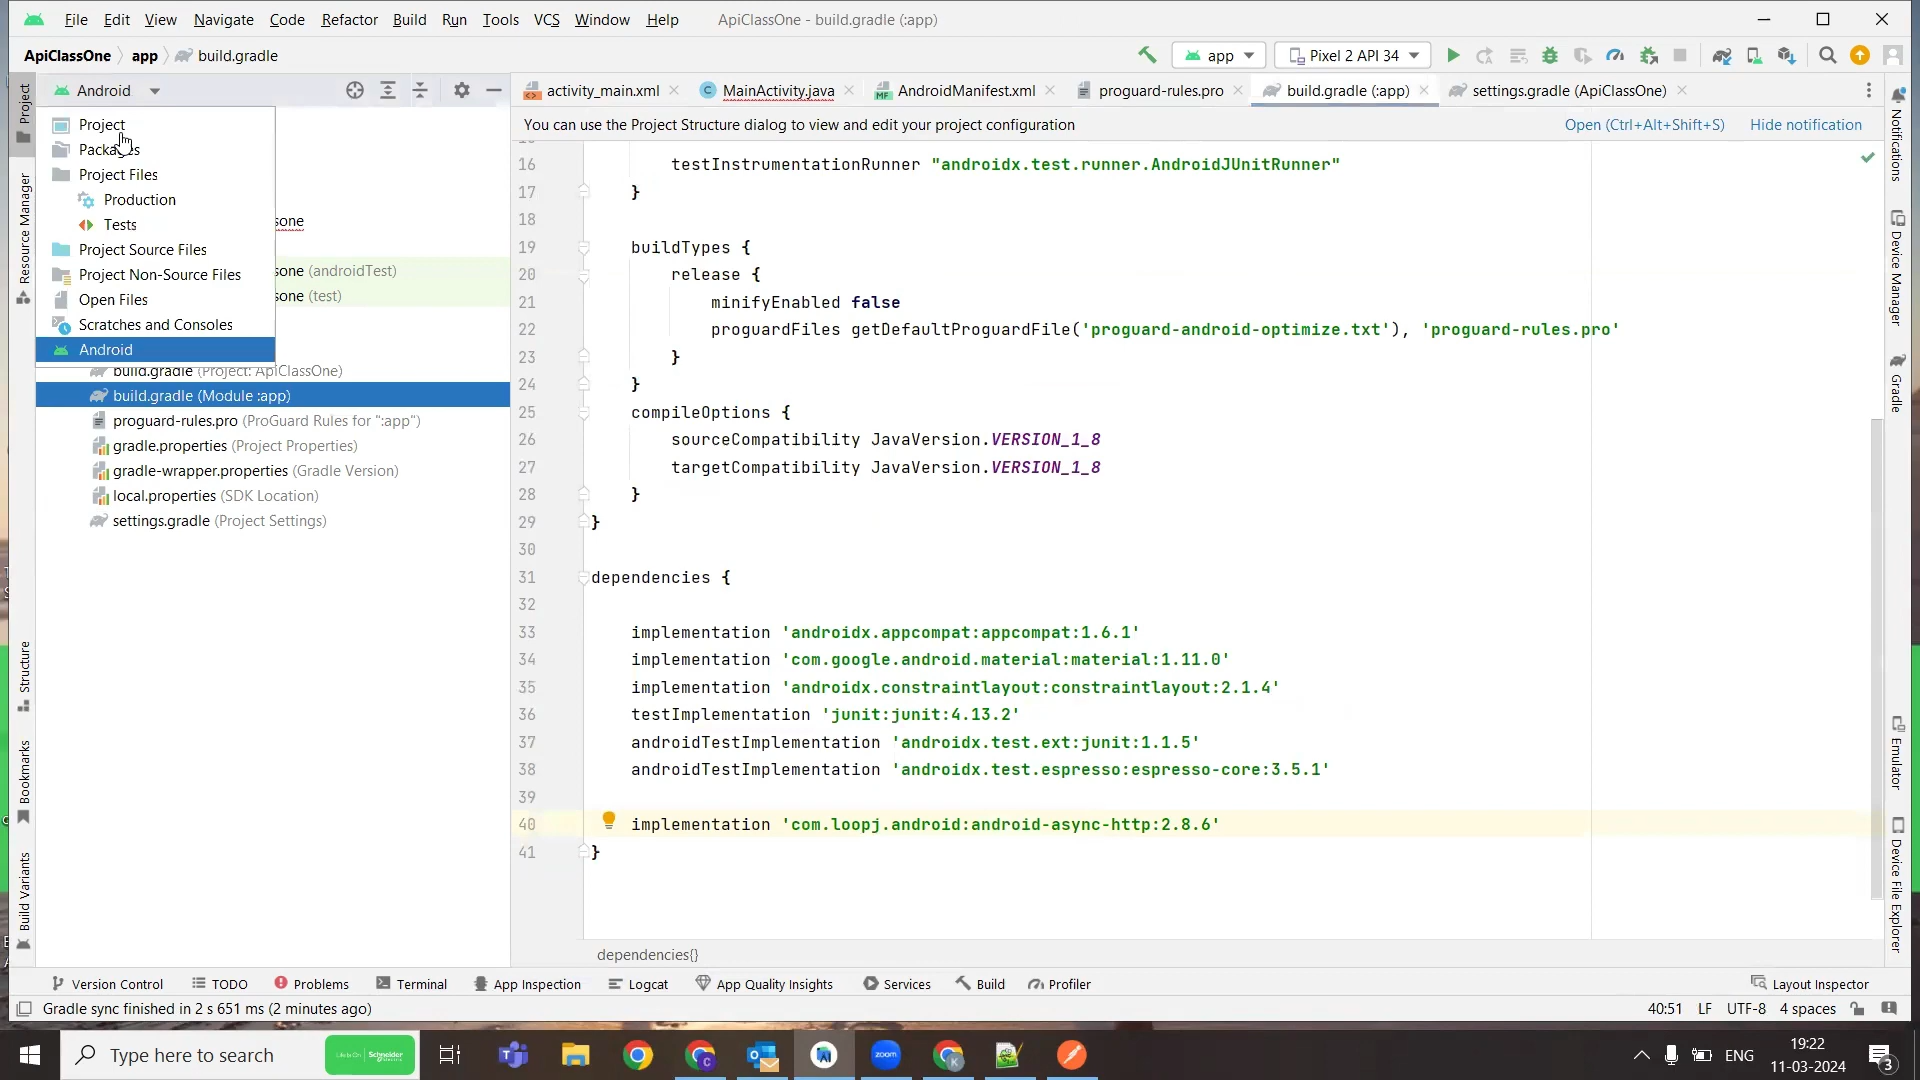 File Edit View Navigate Code Refactor Build Run Tools VCS Window Help ApiClassOne - build.gradle (:app)
ApiClassOne app build.gradle app Pixel 2 API 34
Project
Android
activity_main.xml MainActivity.java AndroidManifest.xml proguard-rules.pro build.gradle (:app) settings.gradle (ApiClassOne)
Notifications
Project
Packages
Project Files
Production
Tests
Project Source Files
Project Non-Source Files
Open Files
Scratches and Consoles
Android
sone
sone (androidTest)
sone (test)
build.gradle (Project: ApiClassOne)
build.gradle (Module :app)
proguard-rules.pro (ProGuard Rules for ":app")
gradle.properties (Project Properties)
gradle-wrapper.properties (Gradle Version)
local.properties (SDK Location)
settings.gradle (Project Settings)
Resource Manager
Structure
Bookmarks
Build Variants
You can use the Project Structure dialog to view and edit your project configuration Open (Ctrl+Alt+Shift+S) Hide notification
16 testInstrumentationRunner "androidx.test.runner.AndroidJUnitRunner"
17 }
18
19 buildTypes {
20 release {
21 minifyEnabled false
22 proguardFiles getDefaultProguardFile('proguard-android-optimize.txt'), 'proguard-rules.pro'
23 }
24 }
25 compileOptions {
26 sourceCompatibility JavaVersion.VERSION_1_8
27 targetCompatibility JavaVersion.VERSION_1_8
28 }
29 }
30
31 dependencies {
32
33 implementation 'androidx.appcompat:appcompat:1.6.1'
34 implementation 'com.google.android.material:material:1.11.0'
35 implementation 'androidx.constraintlayout:constraintlayout:2.1.4'
36 testImplementation 'junit:junit:4.13.2'
37 androidTestImplementation 'androidx.test.ext:junit:1.1.5'
38 androidTestImplementation 'androidx.test.espresso:espresso-core:3.5.1'
39
40 implementation 'com.loopj.android:android-async-http:2.8.6'
41 }
dependencies{}
Device Manager
Gradle
Emulator
Device File Explorer
Version Control TODO Problems Terminal App Inspection Logcat App Quality Insights Services Build Profiler Layout Inspector
Gradle sync finished in 2 s 651 ms (2 minutes ago) 40:51 LF UTF-8 4 spaces
Type here to search ENG 19:22
11-03-2024 3
zoom